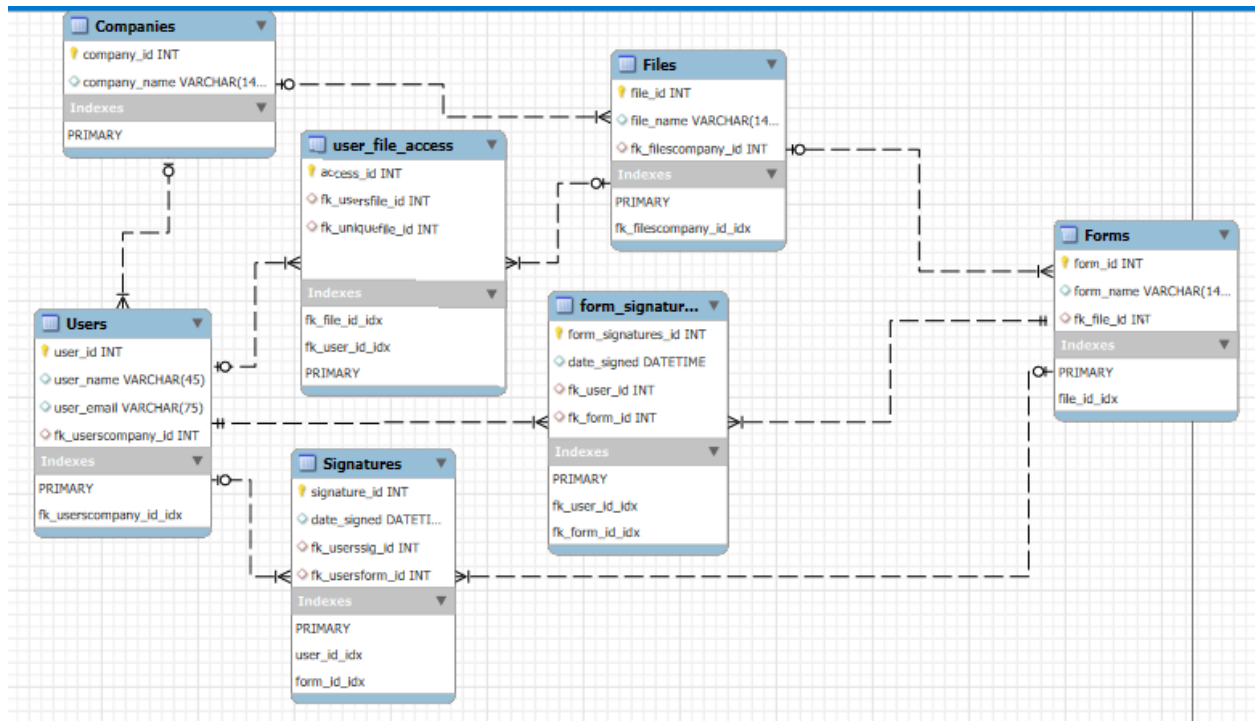 Companies
company_id INT
company_name VARCHAR(14...
Indexes
PRIMARY
Files
file_id INT
file_name VARCHAR(14...
fk_filescompany_id INT
Indexes
PRIMARY
fk_filescompany_id_idx
user_file_access
access_id INT
fk_usersfile_id INT
fk_uniquefile_id INT
Indexes
fk_file_id_idx
fk_user_id_idx
PRIMARY
Forms
form_id INT
form_name VARCHAR(14...
fk_file_id INT
Indexes
PRIMARY
file_id_idx
form_signatur...
form_signatures_id INT
date_signed DATETIME
fk_user_id INT
fk_form_id INT
Indexes
PRIMARY
fk_user_id_idx
fk_form_id_idx
Users
user_id INT
user_name VARCHAR(45)
user_email VARCHAR(75)
fk_userscompany_id INT
Indexes
PRIMARY
fk_userscompany_id_idx
Signatures
signature_id INT
date_signed DATETI...
fk_userssig_id INT
fk_usersform_id INT
Indexes
PRIMARY
user_id_idx
form_id_idx